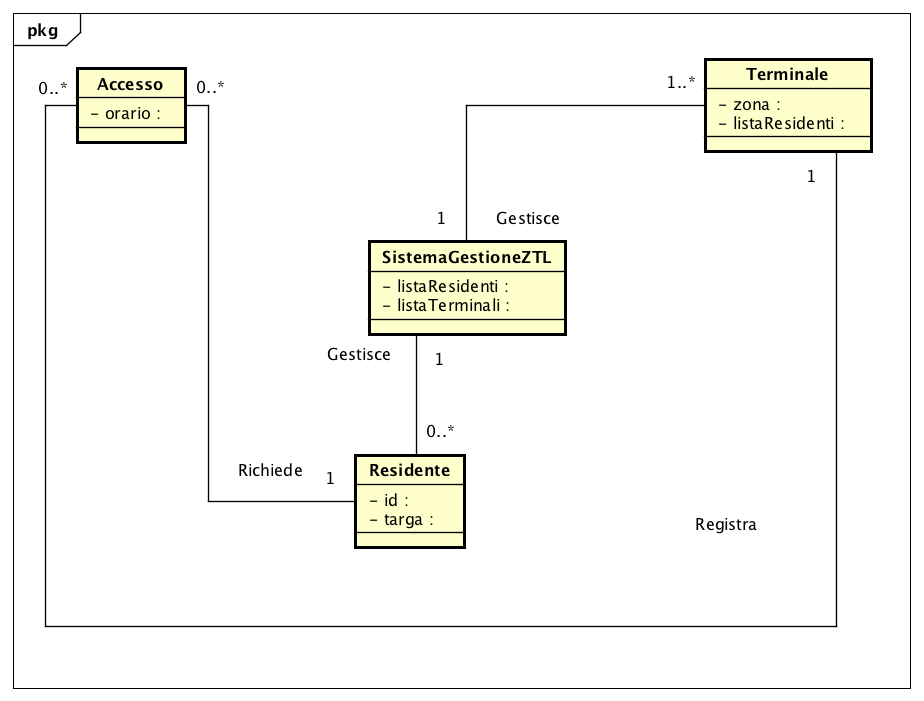 pkg
0..*
Accesso
- orario :
0..*
1..*
Terminale
- zona :
- listaResidenti :
1
1
Gestisce
SistemaGestioneZTL
- listaResidenti :
- listaTerminali :
Gestisce
1
0..*
Richiede
1
Residente
- id :
- targa :
Registra